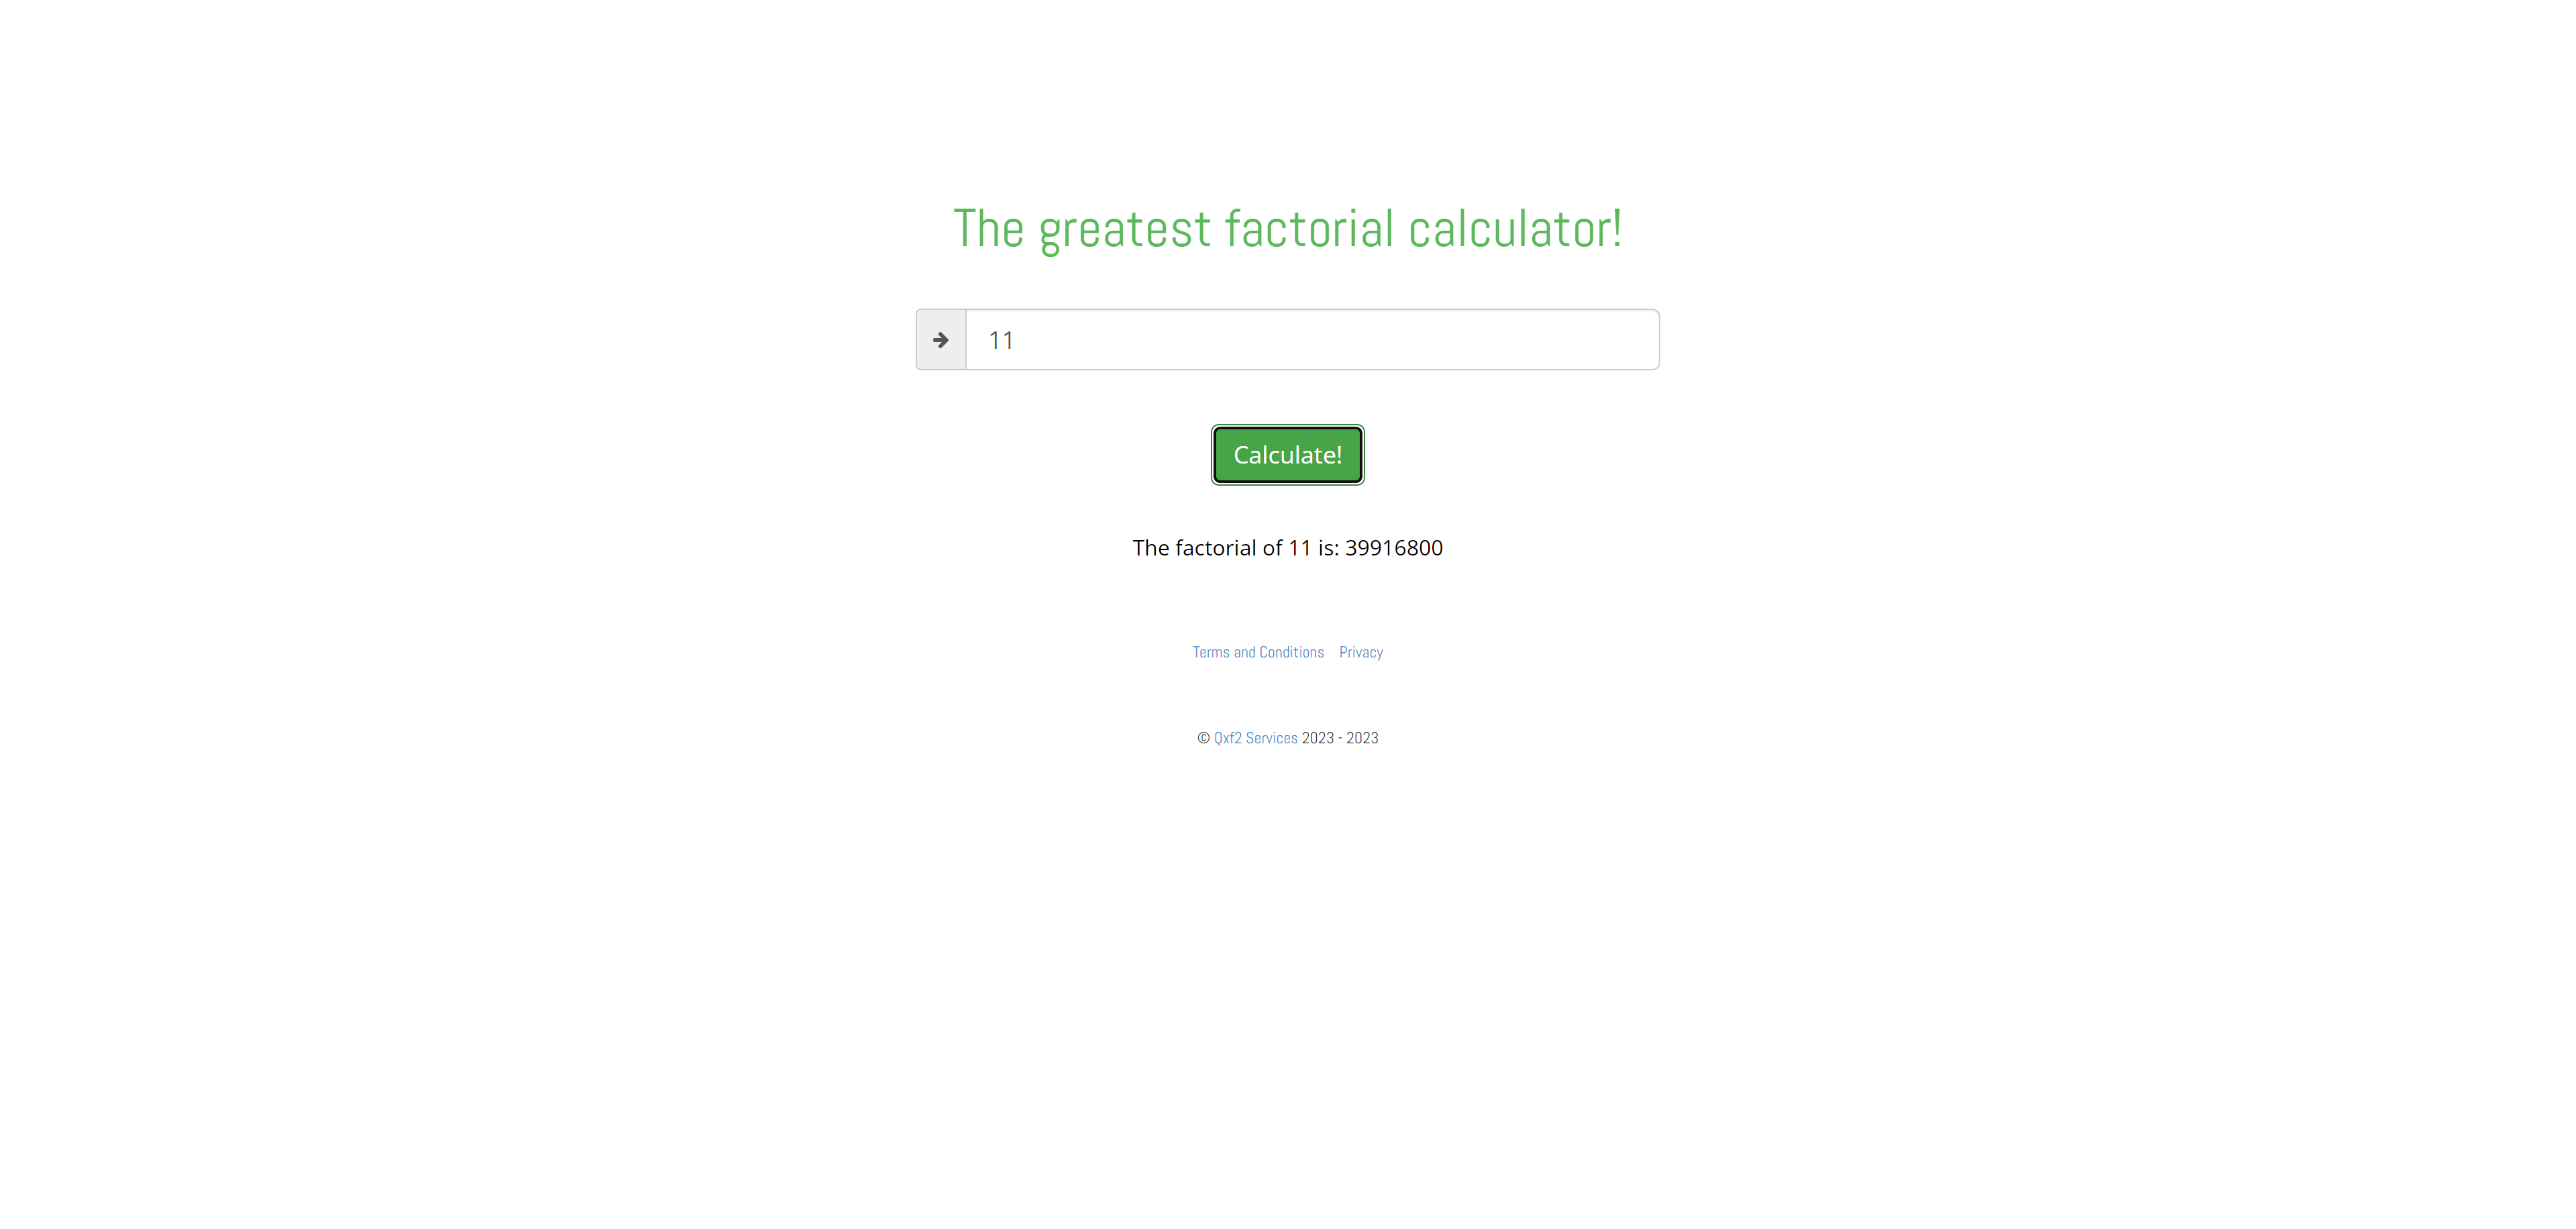 The greatest factorial calculator!
11
Calculate!
The factorial of 11 is: 39916800
Terms and Conditions Privacy
© Qxf2 Services 2023 - 2023